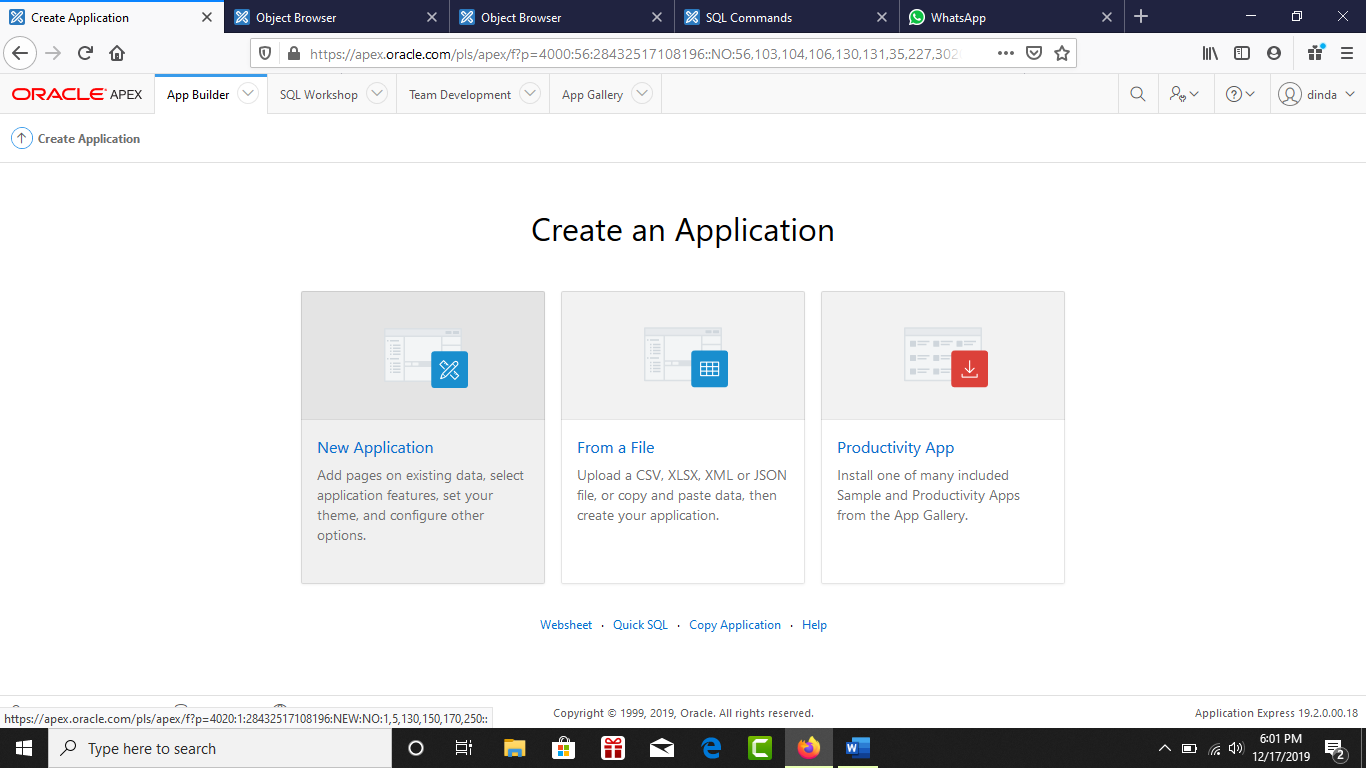 Create Application
Object Browser
Object Browser
SQL Commands
WhatsApp
https://apex.oracle.com/pls/apex/f?p=4000:56:28432517108196::NO:56,103,104,106,130,131,35,227,302
ORACLE APEX
App Builder
SQL Workshop
Team Development
App Gallery
dinda
Create Application
Create an Application
New Application
Add pages on existing data, select
application features, set your
theme, and configure other
options.
From a File
Upload a CSV, XLSX, XML or JSON
file, or copy and paste data, then
create your application.
Productivity App
Install one of many included
Sample and Productivity Apps
from the App Gallery.
Websheet · Quick SQL · Copy Application · Help
https://apex.oracle.com/pls/apex/f?p=4020:1:28432517108196:NEW:NO:1,5,130,150,170,250::
Copyright © 1999, 2019, Oracle. All rights reserved.
Application Express 19.2.0.00.18
Type here to search
6:01 PM
12/17/2019
2